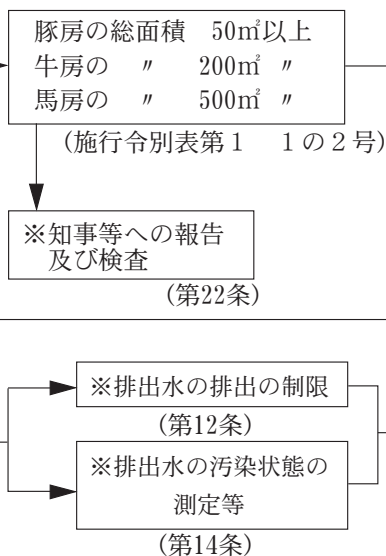 豚房の総面積 50㎡以上
牛房の 〃 200㎡ 〃
馬房の 〃 500㎡ 〃
(施行令別表第１ １の２号)
※知事等への報告
及び検査
(第22条)
※排出水の排出の制限
(第12条)
※排出水の汚染状態の
測定等
(第14条)